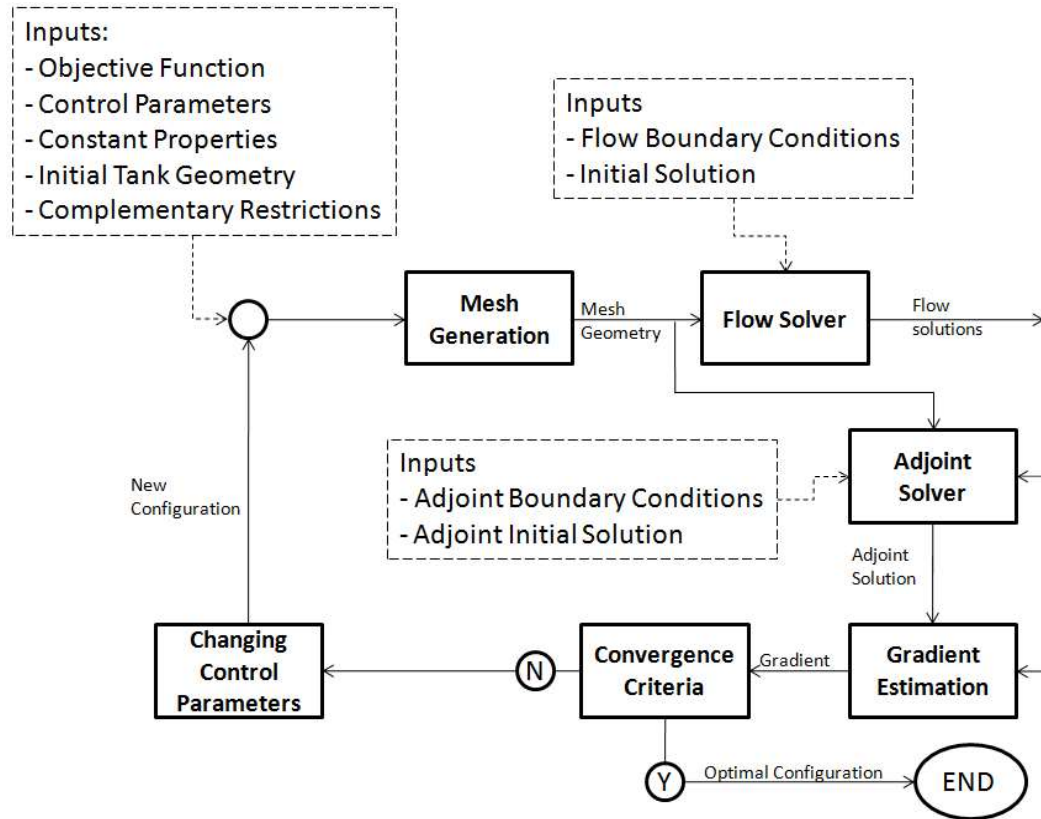 Inputs:
- Objective Function
- Control Parameters
- Constant Properties
- Initial Tank Geometry
- Complementary Restrictions
Inputs
- Flow Boundary Conditions
- Initial Solution
Mesh
Generation
Mesh
Geometry
Flow Solver
Flow
solutions
Inputs
- Adjoint Boundary Conditions
- Adjoint Initial Solution
Adjoint
Solver
New
Configuration
Adjoint
Solution
Changing
Control
Parameters
N
Convergence
Criteria
Gradient
Gradient
Estimation
Y
Optimal Configuration
END